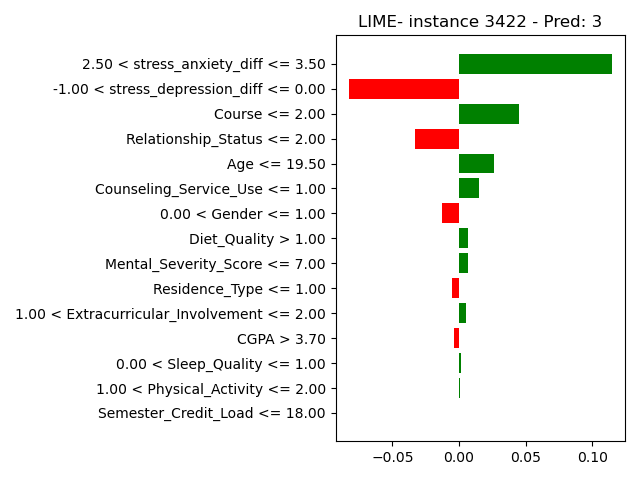 LIME- instance 3422 - Pred: 3
2.50 < stress_anxiety_diff <= 3.50
-1.00 < stress_depression_diff <= 0.00
Course <= 2.00
Relationship_Status <= 2.00
Age <= 19.50
Counseling_Service_Use <= 1.00
0.00 < Gender <= 1.00
Diet_Quality > 1.00
Mental_Severity_Score <= 7.00
Residence_Type <= 1.00
1.00 < Extracurricular_Involvement <= 2.00
CGPA > 3.70
0.00 < Sleep_Quality <= 1.00
1.00 < Physical_Activity <= 2.00
Semester_Credit_Load <= 18.00
−0.05 0.00 0.05 0.10